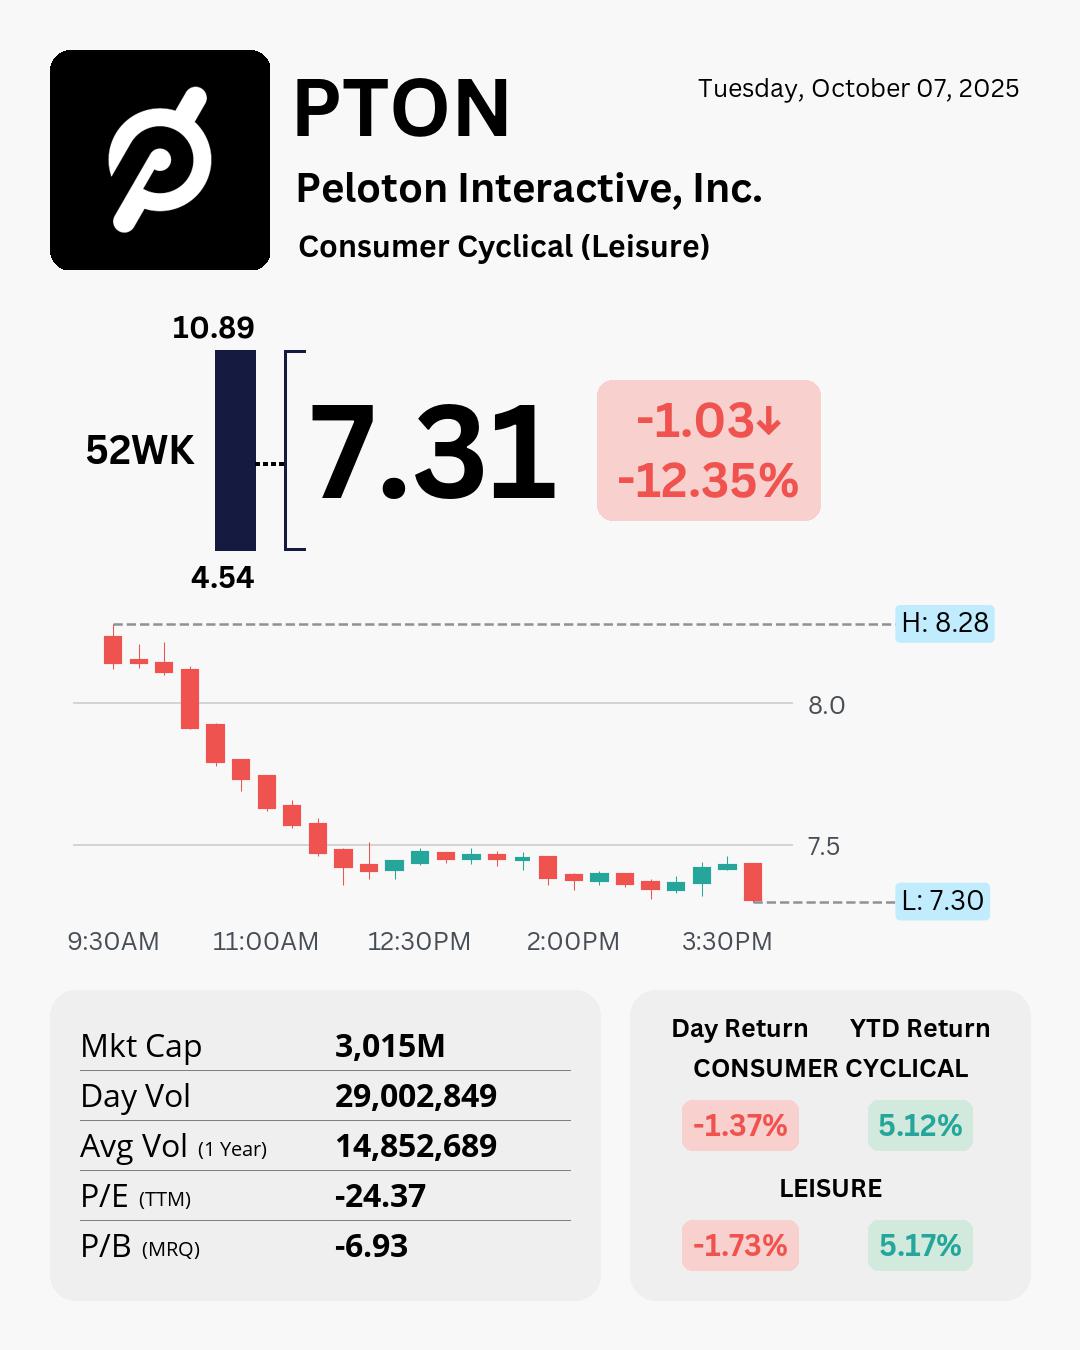 PTON
Tuesday, October 07, 2025
Peloton Interactive, Inc.
Consumer Cyclical (Leisure)
10.89
52WK
7.31
-1.03↓
-12.35%
4.54
H: 8.28
8.0
7.5
L: 7.30
9:30AM 11:00AM 12:30PM 2:00PM 3:30PM
Mkt Cap 3,015M
Day Vol 29,002,849
Avg Vol (1 Year) 14,852,689
P/E (TTM) -24.37
P/B (MRQ) -6.93
Day Return YTD Return
CONSUMER CYCLICAL
-1.37% 5.12%
LEISURE
-1.73% 5.17%